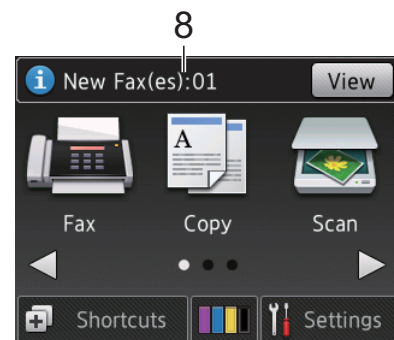 8
i New Fax(es):01 View
A
Fax Copy Scan
Shortcuts Settings